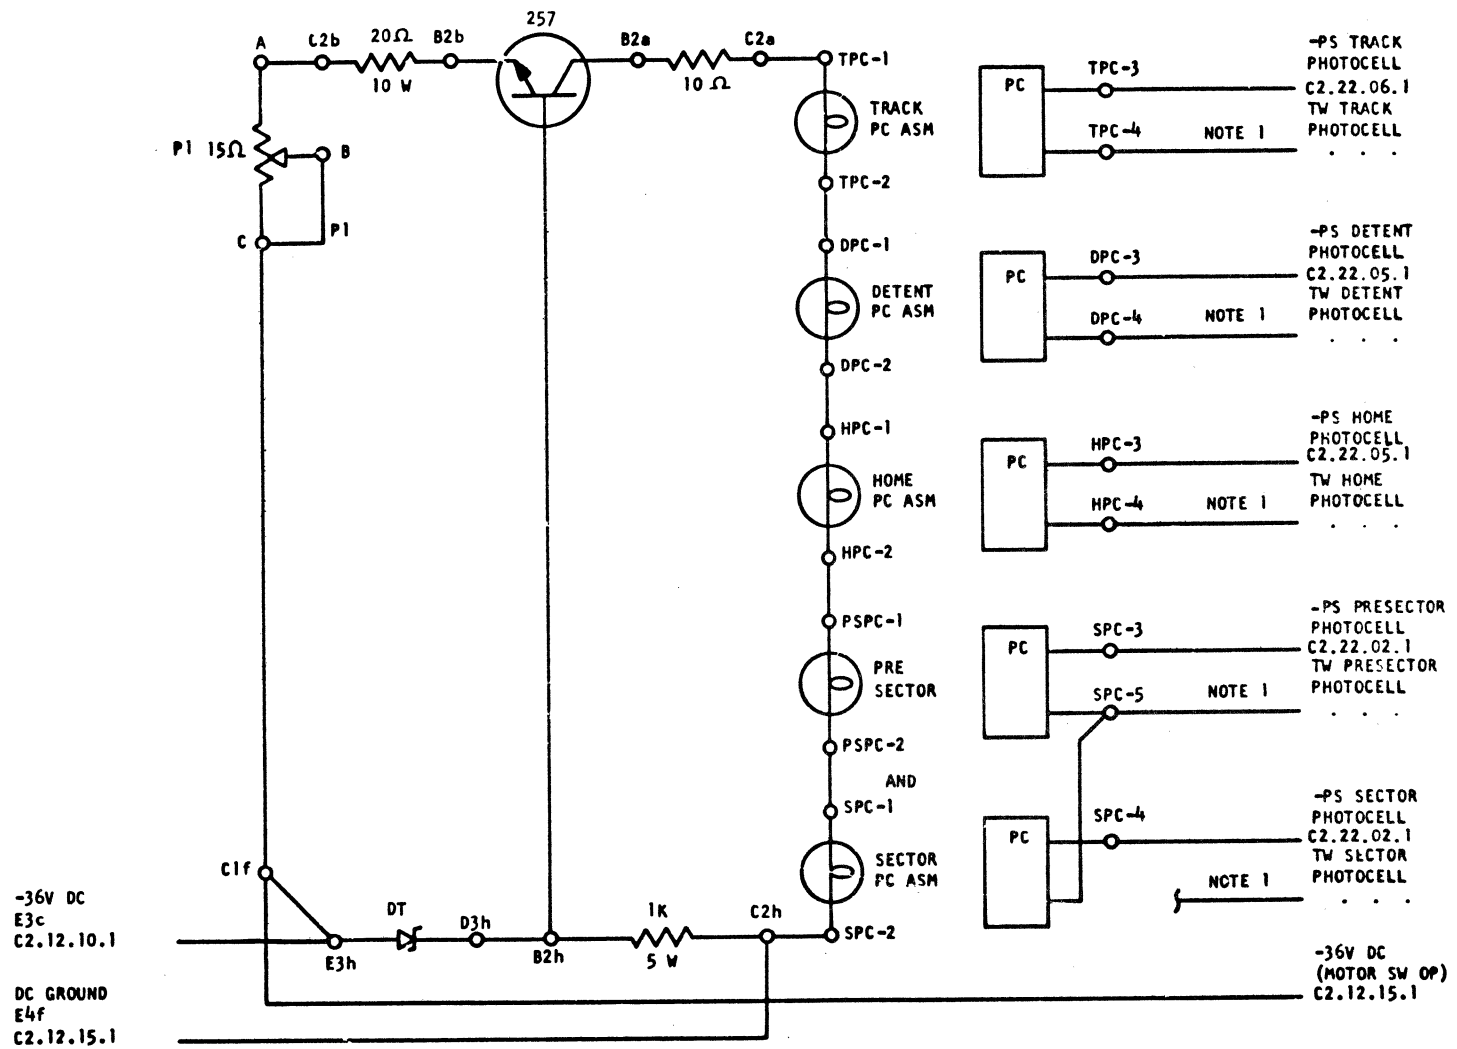 257
A
C2b
20Ω
B2b
B2a
C2a
TPC-1
10 W
10 Ω
P1 15Ω
B
P1
C
TRACK
PC ASM
TPC-2
DPC-1
DETENT
PC ASM
DPC-2
HPC-1
HOME
PC ASM
HPC-2
PSPC-1
PRE
SECTOR
PSPC-2
AND
SPC-1
SECTOR
PC ASM
SPC-2
PC
TPC-3
TPC-4
NOTE 1
-PS TRACK
PHOTOCELL
C2.22.06.1
TW TRACK
PHOTOCELL
. . .
PC
DPC-3
DPC-4
NOTE 1
-PS DETENT
PHOTOCELL
C2.22.05.1
TW DETENT
PHOTOCELL
. . .
PC
HPC-3
HPC-4
NOTE 1
-PS HOME
PHOTOCELL
C2.22.05.1
TW HOME
PHOTOCELL
. . .
PC
SPC-3
SPC-5
NOTE 1
-PS PRESECTOR
PHOTOCELL
C2.22.02.1
TW PRESECTOR
PHOTOCELL
. . .
PC
SPC-4
NOTE 1
-PS SECTOR
PHOTOCELL
C2.22.02.1
TW SECTOR
PHOTOCELL
. . .
C1f
-36V DC
E3c
C2.12.10.1
E3h
DT
D3h
B2h
1K
5 W
C2h
DC GROUND
E4f
C2.12.15.1
-36V DC
(MOTOR SW OP)
C2.12.15.1